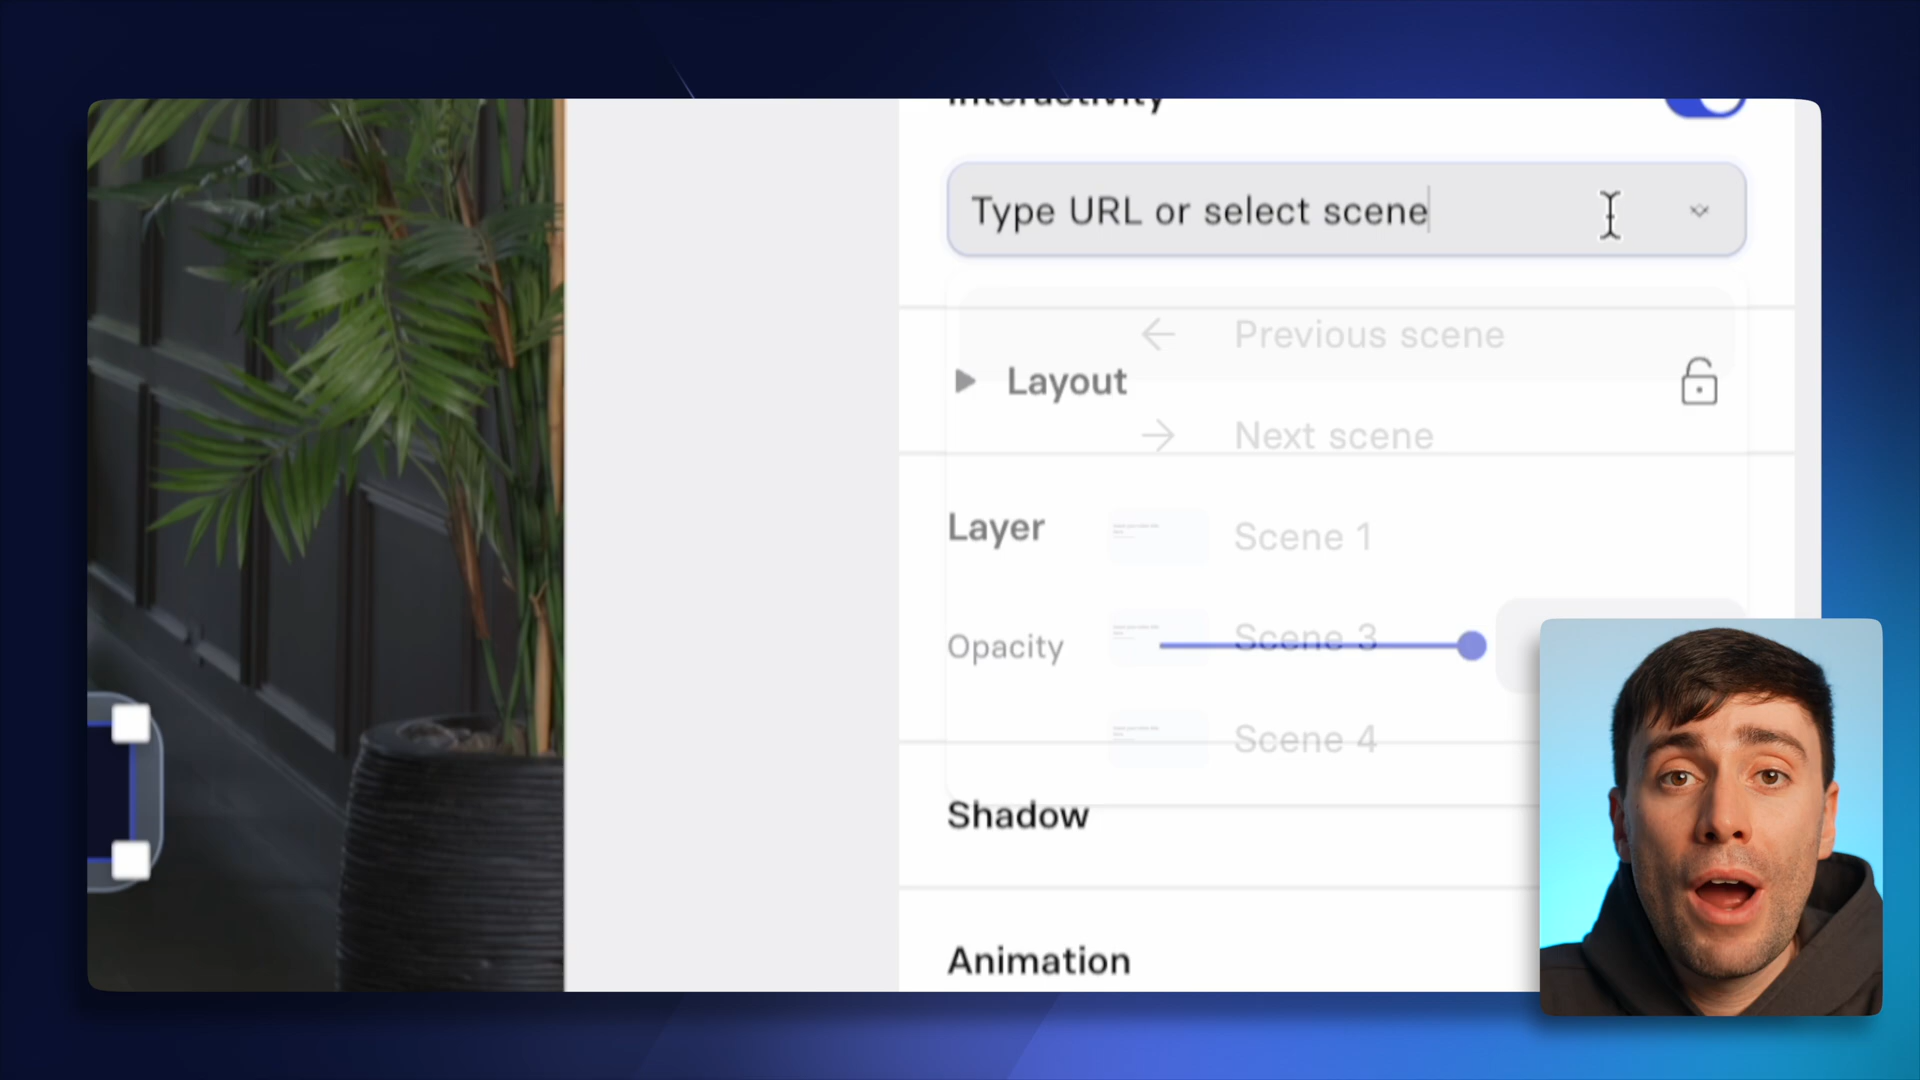 Interactivity
Type URL or select scene
Previous scene
Layout
Next scene
Layer
Scene 1
Opacity
Scene 3
Scene 4
Shadow
Animation